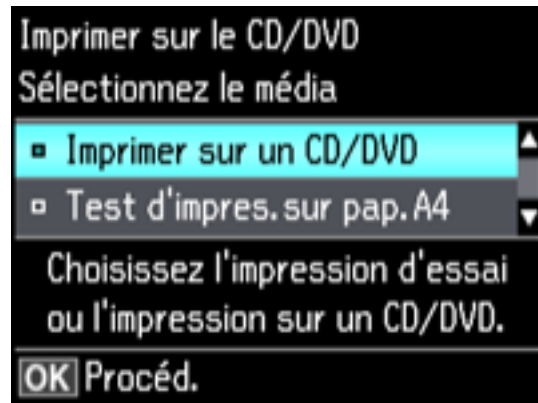 Imprimer sur le CD/DVD
Sélectionnez le média
Imprimer sur un CD/DVD
Test d'impres.sur pap.A4
Choisissez l'impression d'essai
ou l'impression sur un CD/DVD.
OK Procéd.